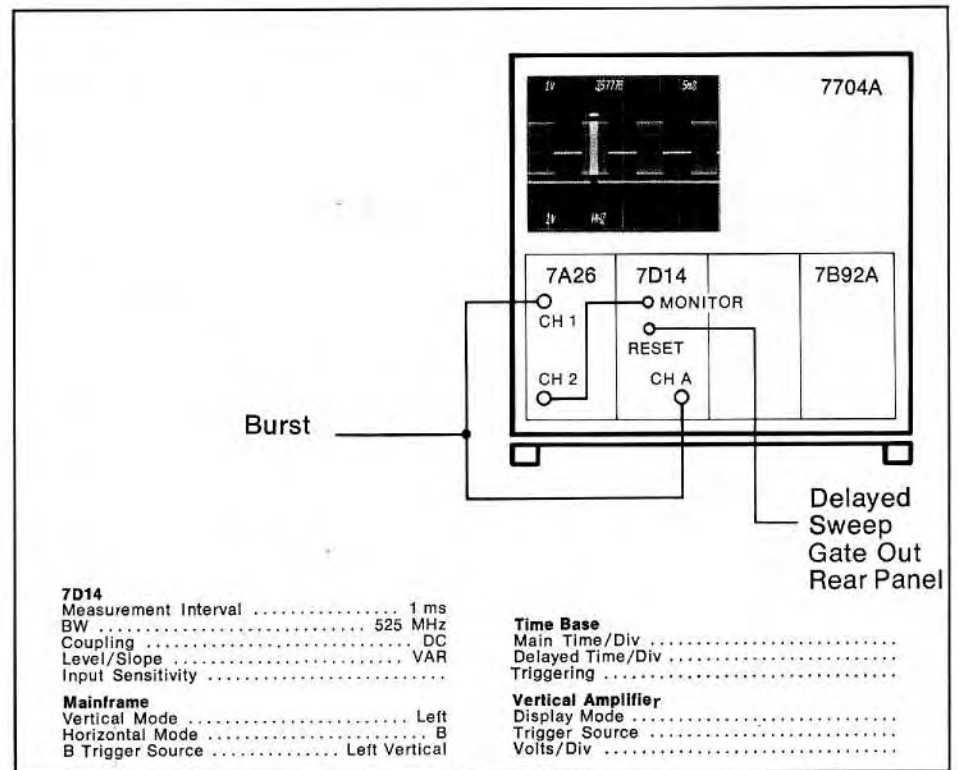 7704A
1V 257776 5mS
1V MHZ
7A26 7D14 7B92A
MONITOR
CH 1
RESET
CH 2 CH A
Burst
Delayed
Sweep
Gate Out
Rear Panel
7D14
Measurement Interval ................ 1 ms
BW ............................ 525 MHz
Coupling ........................... DC
Level/Slope ....................... VAR
Input Sensitivity .........................
Mainframe
Vertical Mode ..................... Left
Horizontal Mode ..................... B
B Trigger Source ............... Left Vertical
Time Base
Main Time/Div ..........................
Delayed Time/Div .......................
Triggering .............................
Vertical Amplifier
Display Mode ...........................
Trigger Source .........................
Volts/Div ..............................